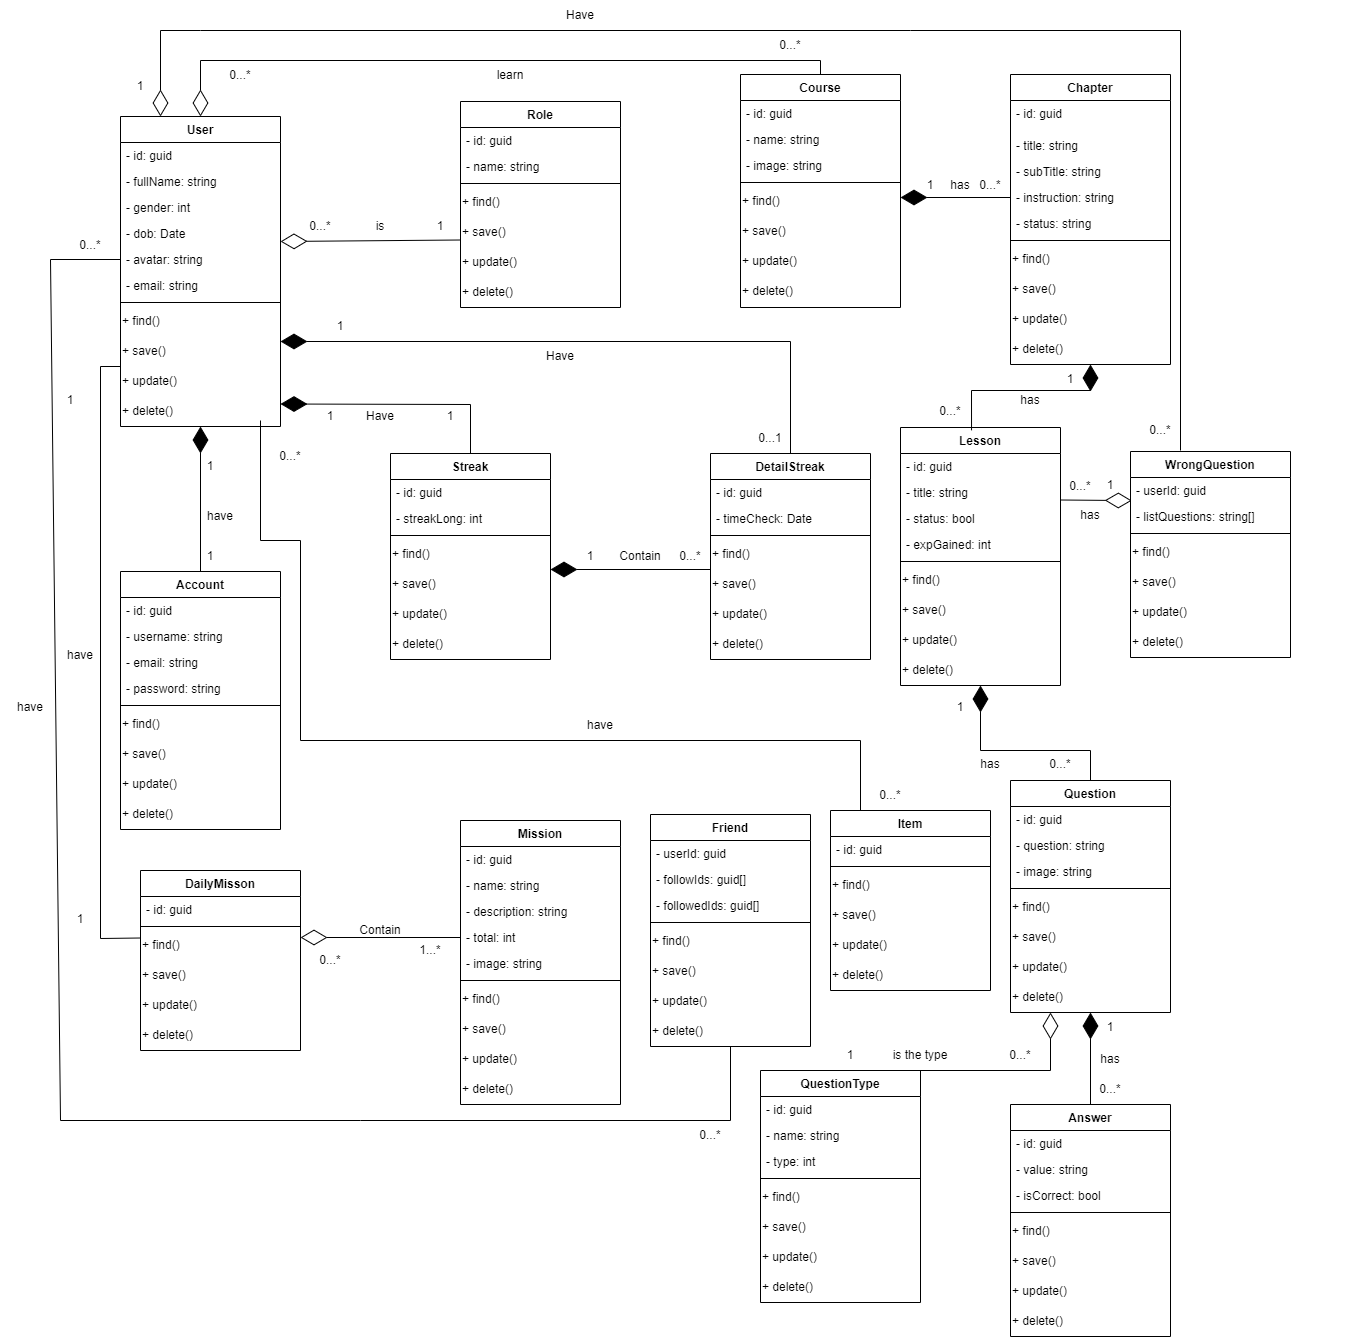 Have
0...*
0...*
learn
1
User
- id: guid
- fullName: string
- gender: int
- dob: Date
- avatar: string
- email: string
+ find()
+ save()
+ update()
+ delete()
Role
- id: guid
- name: string
+ find()
+ save()
+ update()
+ delete()
Course
- id: guid
- name: string
- image: string
+ find()
+ save()
+ update()
+ delete()
Chapter
- id: guid
- title: string
- subTitle: string
- instruction: string
- status: string
+ find()
+ save()
+ update()
+ delete()
1 has 0...*
0...* is 1
0...*
1
Have
1
1 Have 1
0...*
1
has
0...*
0...*
0...1
1
have
1
Streak
- id: guid
- streakLong: int
+ find()
+ save()
+ update()
+ delete()
1 Contain 0...*
DetailStreak
- id: guid
- timeCheck: Date
+ find()
+ save()
+ update()
+ delete()
Lesson
- id: guid
- title: string
- status: bool
- expGained: int
+ find()
+ save()
+ update()
+ delete()
0...* 1
has
WrongQuestion
- userId: guid
- listQuestions: string[]
+ find()
+ save()
+ update()
+ delete()
Account
- id: guid
- username: string
- email: string
- password: string
+ find()
+ save()
+ update()
+ delete()
have
have
have
1
has 0...*
0...*
Question
- id: guid
- question: string
- image: string
+ find()
+ save()
+ update()
+ delete()
Item
- id: guid
+ find()
+ save()
+ update()
+ delete()
Friend
- userId: guid
- followIds: guid[]
- followedIds: guid[]
+ find()
+ save()
+ update()
+ delete()
Mission
- id: guid
- name: string
- description: string
- total: int
- image: string
+ find()
+ save()
+ update()
+ delete()
DailyMisson
- id: guid
+ find()
+ save()
+ update()
+ delete()
1
Contain
0...*
1...*
0...*
1
has
0...*
1 is the type 0...*
QuestionType
- id: guid
- name: string
- type: int
+ find()
+ save()
+ update()
+ delete()
Answer
- id: guid
- value: string
- isCorrect: bool
+ find()
+ save()
+ update()
+ delete()